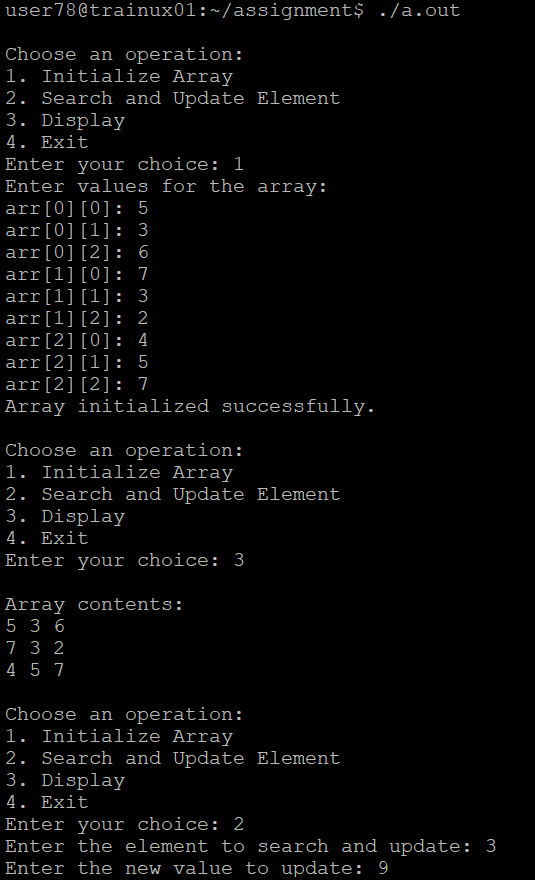 user78@trainux01:~/assignment$ ./a.out
Choose an operation:
1. Initialize Array
2. Search and Update Element
3. Display
4. Exit
Enter your choice: 1
Enter values for the array:
arr[0][0]: 5
arr[0][1]: 3
arr[0][2]: 6
arr[1][0]: 7
arr[1][1]: 3
arr[1][2]: 2
arr[2][0]: 4
arr[2][1]: 5
arr[2][2]: 7
Array initialized successfully.
Choose an operation:
1. Initialize Array
2. Search and Update Element
3. Display
4. Exit
Enter your choice: 3
Array contents:
5 3 6
7 3 2
4 5 7
Choose an operation:
1. Initialize Array
2. Search and Update Element
3. Display
4. Exit
Enter your choice: 2
Enter the element to search and update: 3
Enter the new value to update: 9